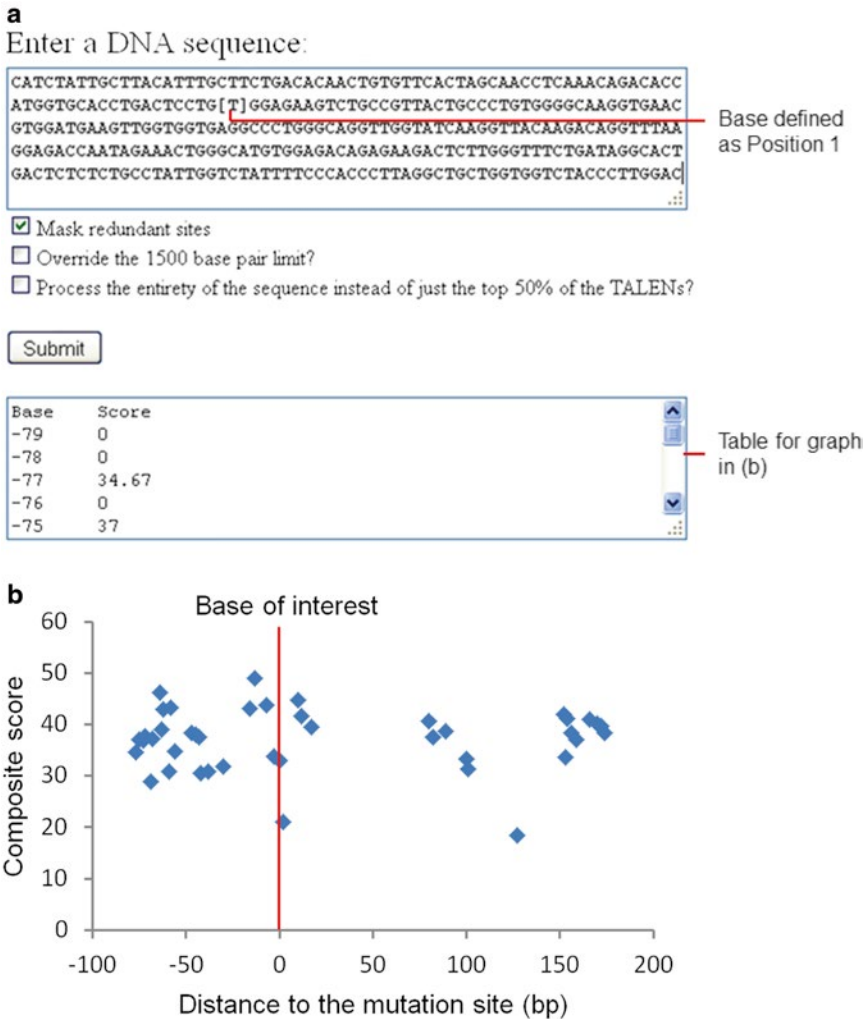 a
Enter a DNA sequence:
CATCTATTGCTTACATTTGCTTCTGACACAACTGTGTTCACTAGCAACCTCAAACAGACACC
ATGGTGCACCTGACTCCTG[T]GGAGAAGTCTGCCGTTACTGCCCTGTGGGGCAAGGTGAAC
GTGGATGAAGTTGGTGGTGAGGCCCTGGGCAGGTTGGTATCAAGGTTACAAGACAGGTTTAA
GGAGACCAATAGAAACTGGGCATGTGGAGACAGAGAAGACTCTTGGGTTTCTGATAGGCACT
GACTCTCTCTGCCTATTGGTCTATTTTCCCACCCTTAGGCTGCTGGTGGTCTACCCTTGGAC
Base defined
as Position 1
Mask redundant sites
Override the 1500 base pair limit?
Process the entirety of the sequence instead of just the top 50% of the TALENs?
Submit
Base Score
-79 0
-78 0
-77 34.67
-76 0
-75 37
Table for graph
in (b)
b
Base of interest
Composite score
60
50
40
30
20
10
0
-100 -50 0 50 100 150 200
Distance to the mutation site (bp)